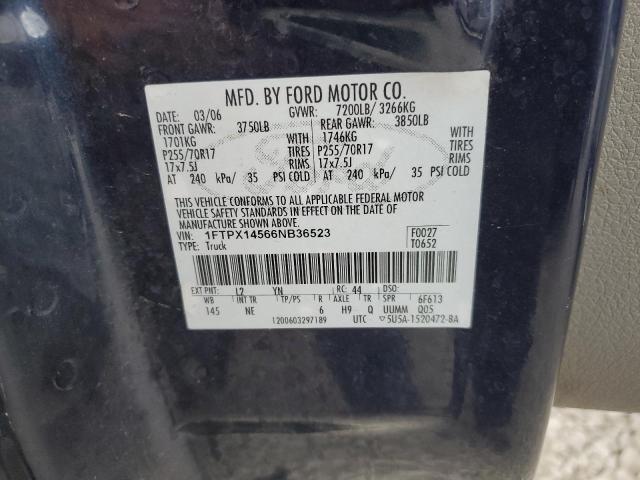 MFD. BY FORD MOTOR CO.
DATE: 03/06 GVWR: 7200LB/ 3266KG
FRONT GAWR: 3750LB REAR GAWR: 3850LB
1701KG WITH 1746KG WITH
P255/70R17 TIRES P255/70R17 TIRES
17x7.5J RIMS 17x7.5J RIMS
AT 240 kPa/ 35 PSI COLD AT 240 kPa/ 35 PSI COLD
THIS VEHICLE CONFORMS TO ALL APPLICABLE FEDERAL MOTOR
VEHICLE SAFETY STANDARDS IN EFFECT ON THE DATE OF
MANUFACTURE SHOWN ABOVE.
VIN: 1FTPX14566NB36523 F0027
TYPE: Truck T0652
EXT PNT: L2 YN RC: 44 DSO:
WB INT TR TP/PS R AXLE TR SPR 6F613
145 NE 6 H9 Q UUMM Q05
1200603297189 UTC ▽5U5A-1520472-BA
Ford